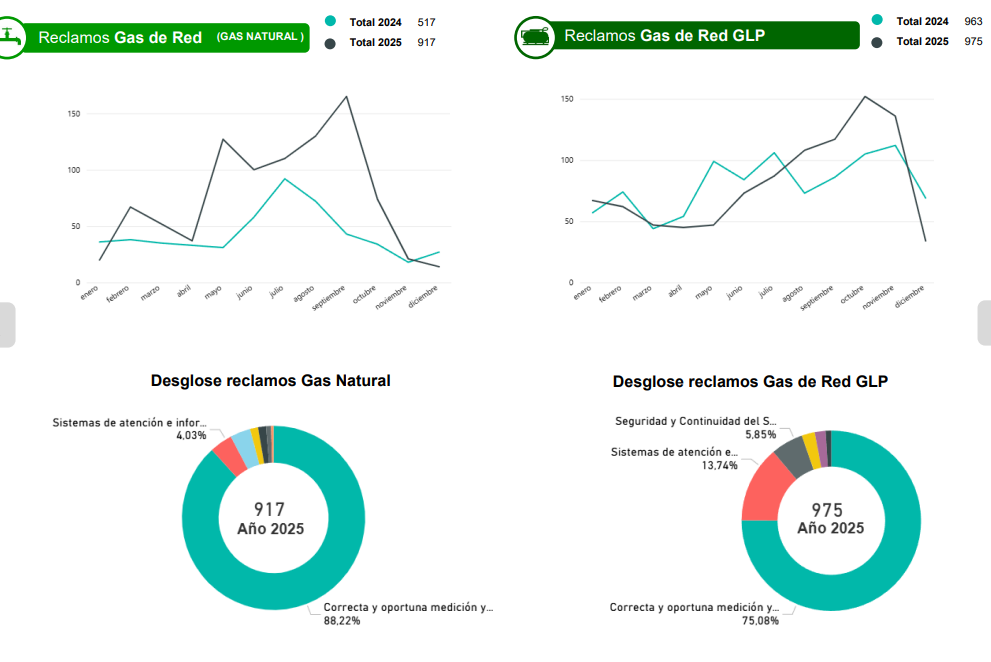 Reclamos Gas de Red (GAS NATURAL )
Total 2024 517
Total 2025 917
150
100
50
0
enero
febrero
marzo
abril
mayo
junio
julio
agosto
septiembre
octubre
noviembre
diciembre
Desglose reclamos Gas Natural
Sistemas de atención e infor...
4,03%
917
Año 2025
Correcta y oportuna medición y...
88,22%
Reclamos Gas de Red GLP
Total 2024 963
Total 2025 975
150
100
50
0
enero
febrero
marzo
abril
mayo
junio
julio
agosto
septiembre
octubre
noviembre
diciembre
Desglose reclamos Gas de Red GLP
Seguridad y Continuidad del S...
5,85%
Sistemas de atención e...
13,74%
975
Año 2025
Correcta y oportuna medición y...
75,08%